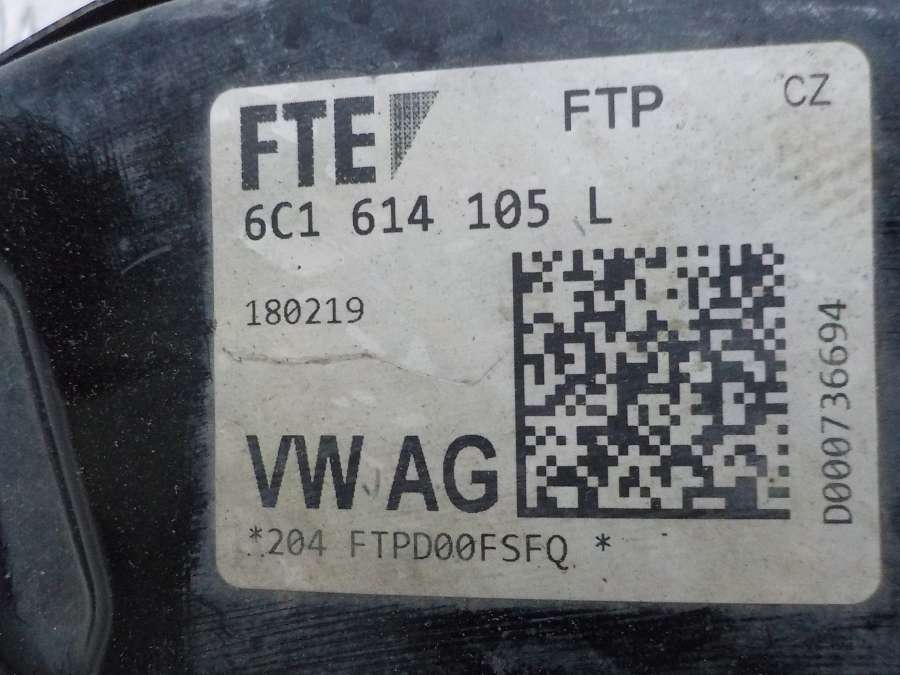 FTE FTP CZ
6C1 614 105 L
180219
D000736694
VW AG
*204 FTPD00FSFQ *